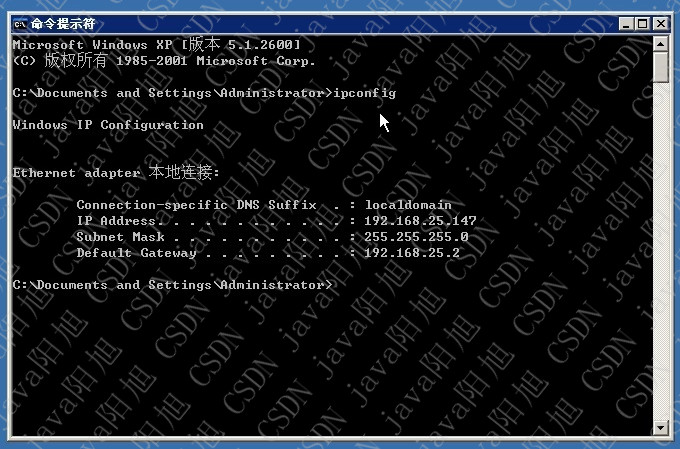 命令提示符
Microsoft Windows XP [版本 5.1.2600]
(C) 版权所有 1985-2001 Microsoft Corp.
C:\Documents and Settings\Administrator>ipconfig
Windows IP Configuration
Ethernet adapter 本地连接:
Connection-specific DNS Suffix  . : localdomain
IP Address. . . . . . . . . . . . : 192.168.25.147
Subnet Mask . . . . . . . . . . . : 255.255.255.0
Default Gateway . . . . . . . . . : 192.168.25.2
C:\Documents and Settings\Administrator>
CSDN java阳旭